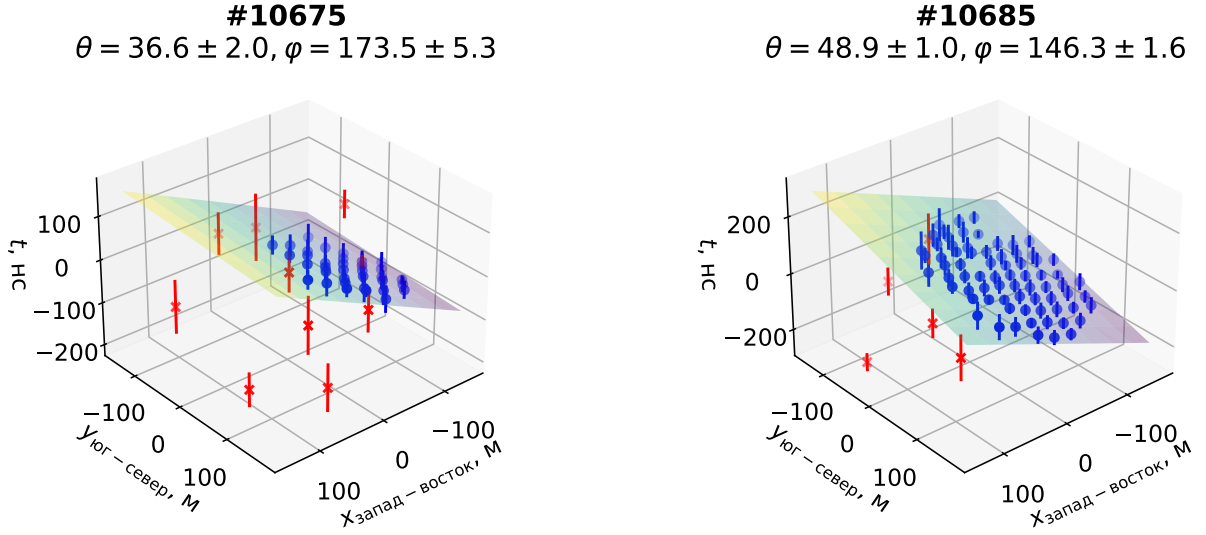 #10675
θ = 36.6 ± 2.0, φ = 173.5 ± 5.3
100
0
−100
−200
t, нс
−100
0
100
yюг − север, м
−100
0
100
xзапад − восток, м
#10685
θ = 48.9 ± 1.0, φ = 146.3 ± 1.6
200
0
−200
t, нс
−100
0
100
yюг − север, м
−100
0
100
xзапад − восток, м